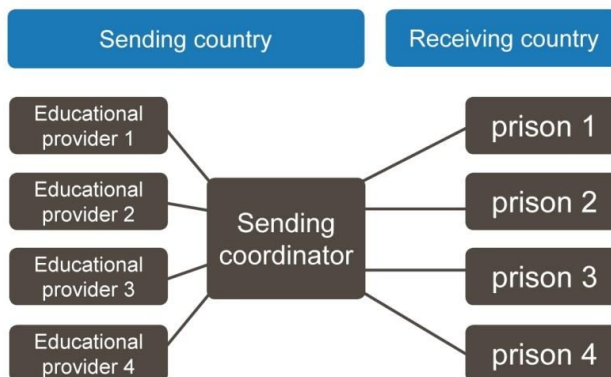 Sending country
Receiving country
Educational
provider 1
Educational
provider 2
Educational
provider 3
Educational
provider 4
Sending
coordinator
prison 1
prison 2
prison 3
prison 4